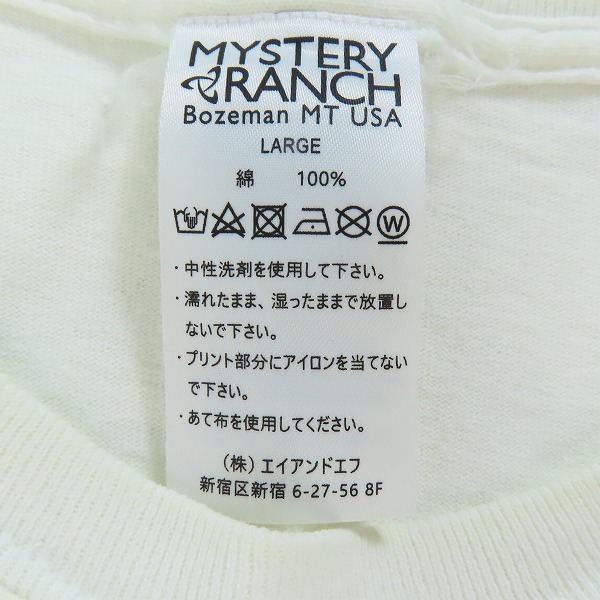 MYSTERY
RANCH
Bozeman MT USA
LARGE
綿 100%
W
・中性洗剤を使用して下さい。
・濡れたまま、湿ったままで放置し
ないで下さい。
・プリント部分にアイロンを当てない
で下さい。
・あて布を使用してください。
（株）エイアンドエフ
新宿区新宿 6-27-56 8F